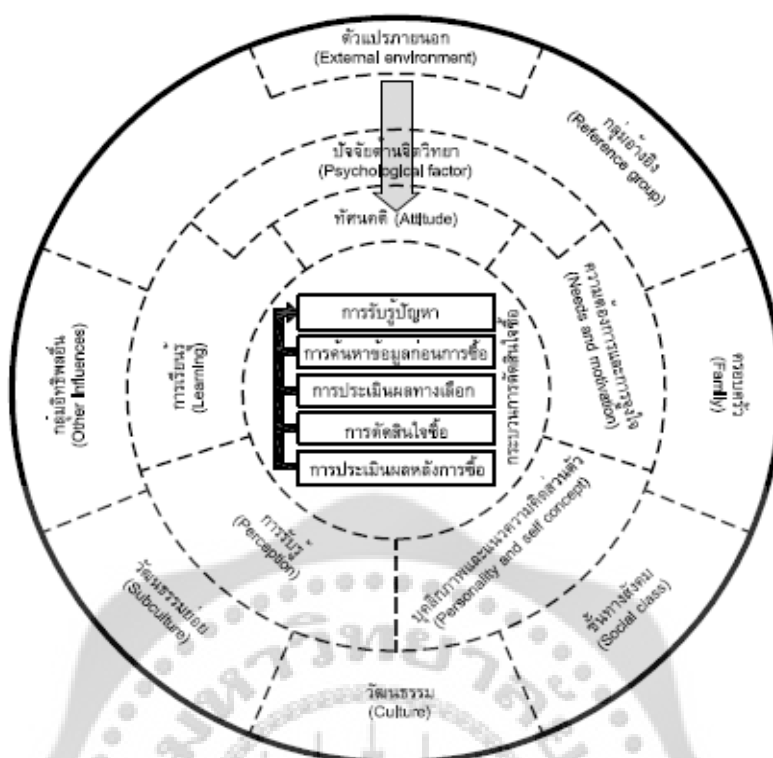 ตัวแปรภายนอก
(External environment)
กลุ่มอ้างอิง
(Reference group)
ปัจจัยด้านจิตวิทยา
(Psychological factor)
ทัศนคติ (Attitude)
ความต้องการและการจูงใจ
(Needs and motivation)
ครอบครัว
(Family)
กลุ่มอิทธิพลอื่น
(Other Influences)
การเรียนรู้
(Learning)
การรับรู้ปัญหา
การค้นหาข้อมูลก่อนการซื้อ
การประเมินผลทางเลือก
การตัดสินใจซื้อ
การประเมินผลหลังการซื้อ
กระบวนการตัดสินใจซื้อ
การรับรู้
(Perception)
บุคลิกภาพและแนวความคิดส่วนตัว
(Personality and self concept)
วัฒนธรรมย่อย
(Subculture)
ชั้นทางสังคม
(Social class)
วัฒนธรรม
(Culture)